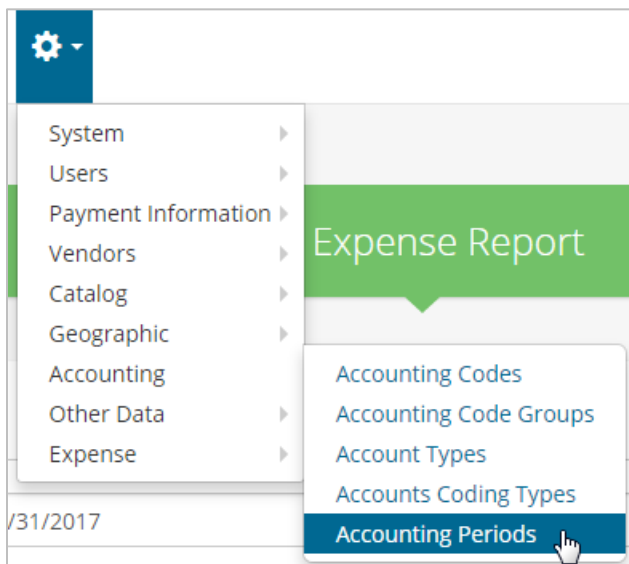 System
Users
Payment Information
Vendors
Expense Report
Catalog
Geographic
Accounting
Other Data
Expense
Accounting Codes
Accounting Code Groups
Account Types
Accounts Coding Types
Accounting Periods
/31/2017